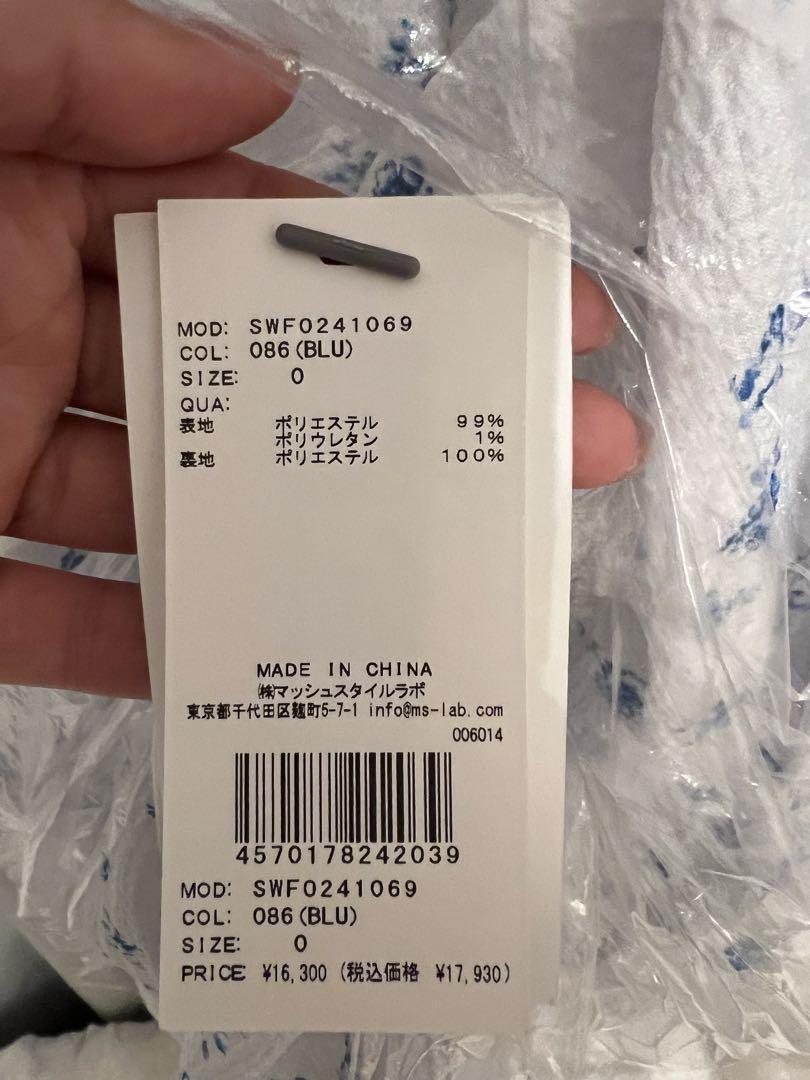 MOD: SWF0241069
COL: 086(BLU)
SIZE: 0
QUA:
表地 ポリエステル 99%
ポリウレタン 1%
裏地 ポリエステル 100%
MADE IN CHINA
㈱マッシュスタイルラボ
東京都千代田区麹町5-7-1 info@ms-lab.com
006014
4570178242039
MOD: SWF0241069
COL: 086(BLU)
SIZE: 0
PRICE ¥16,300 (税込価格 ¥17,930)